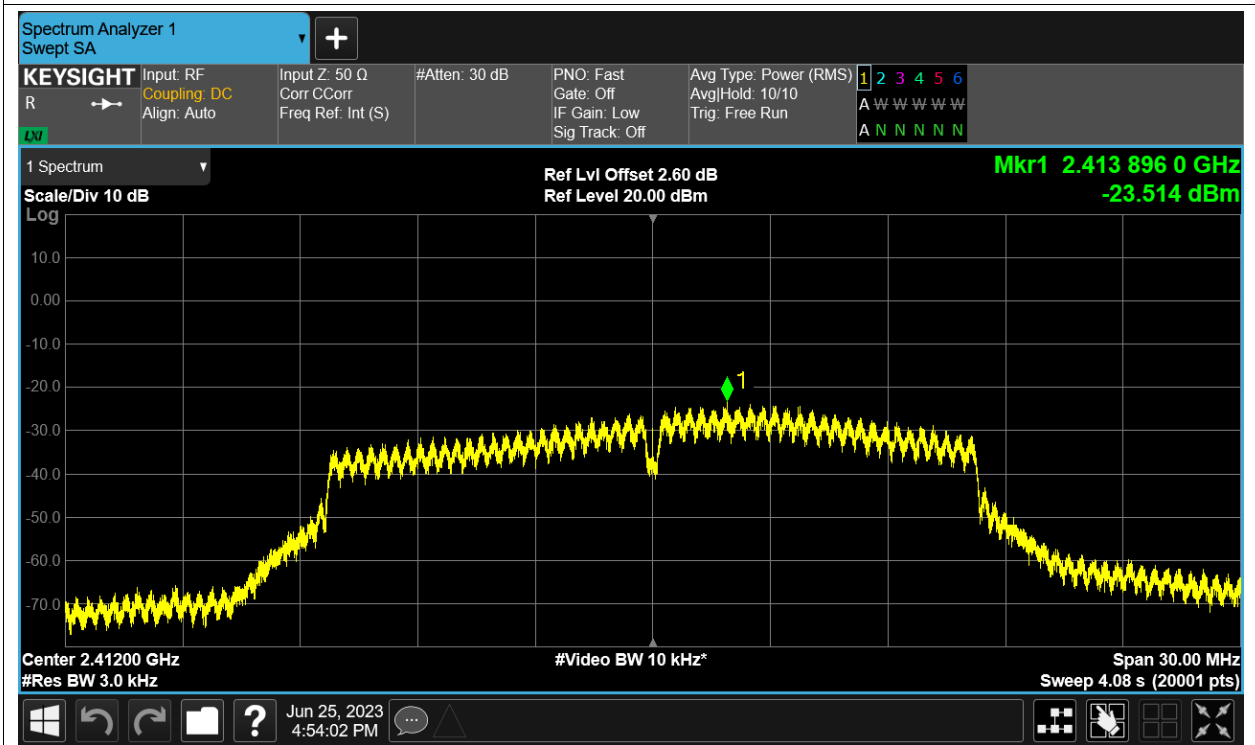 Spectrum Analyzer 1
Swept SA
KEYSIGHT
R
LXI
Input: RF
Coupling: DC
Align: Auto
Input Z: 50 Ω
Corr CCorr
Freq Ref: Int (S)
#Atten: 30 dB
PNO: Fast
Gate: Off
IF Gain: Low
Sig Track: Off
Avg Type: Power (RMS)
Avg|Hold: 10/10
Trig: Free Run
1 2 3 4 5 6
A W W W W W
A N N N N N
1 Spectrum
Scale/Div 10 dB
Log
Ref Lvl Offset 2.60 dB
Ref Level 20.00 dBm
Mkr1 2.413 896 0 GHz
-23.514 dBm
10.0
0.00
-10.0
-20.0
-30.0
-40.0
-50.0
-60.0
-70.0
1
Center 2.41200 GHz
#Res BW 3.0 kHz
#Video BW 10 kHz*
Span 30.00 MHz
Sweep 4.08 s (20001 pts)
?
Jun 25, 2023
4:54:02 PM